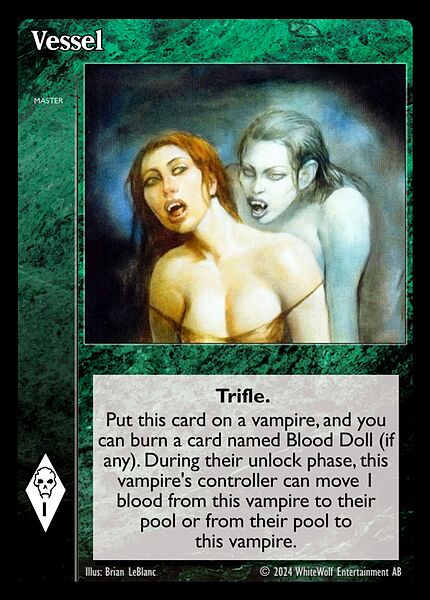 Vessel
MASTER
Trifle.
Put this card on a vampire, and you
can burn a card named Blood Doll (if
any). During their unlock phase, this
vampire's controller can move 1
blood from this vampire to their
pool or from their pool to
this vampire.
1
Illus: Brian LeBlanc
© 2024 WhiteWolf Entertainment AB